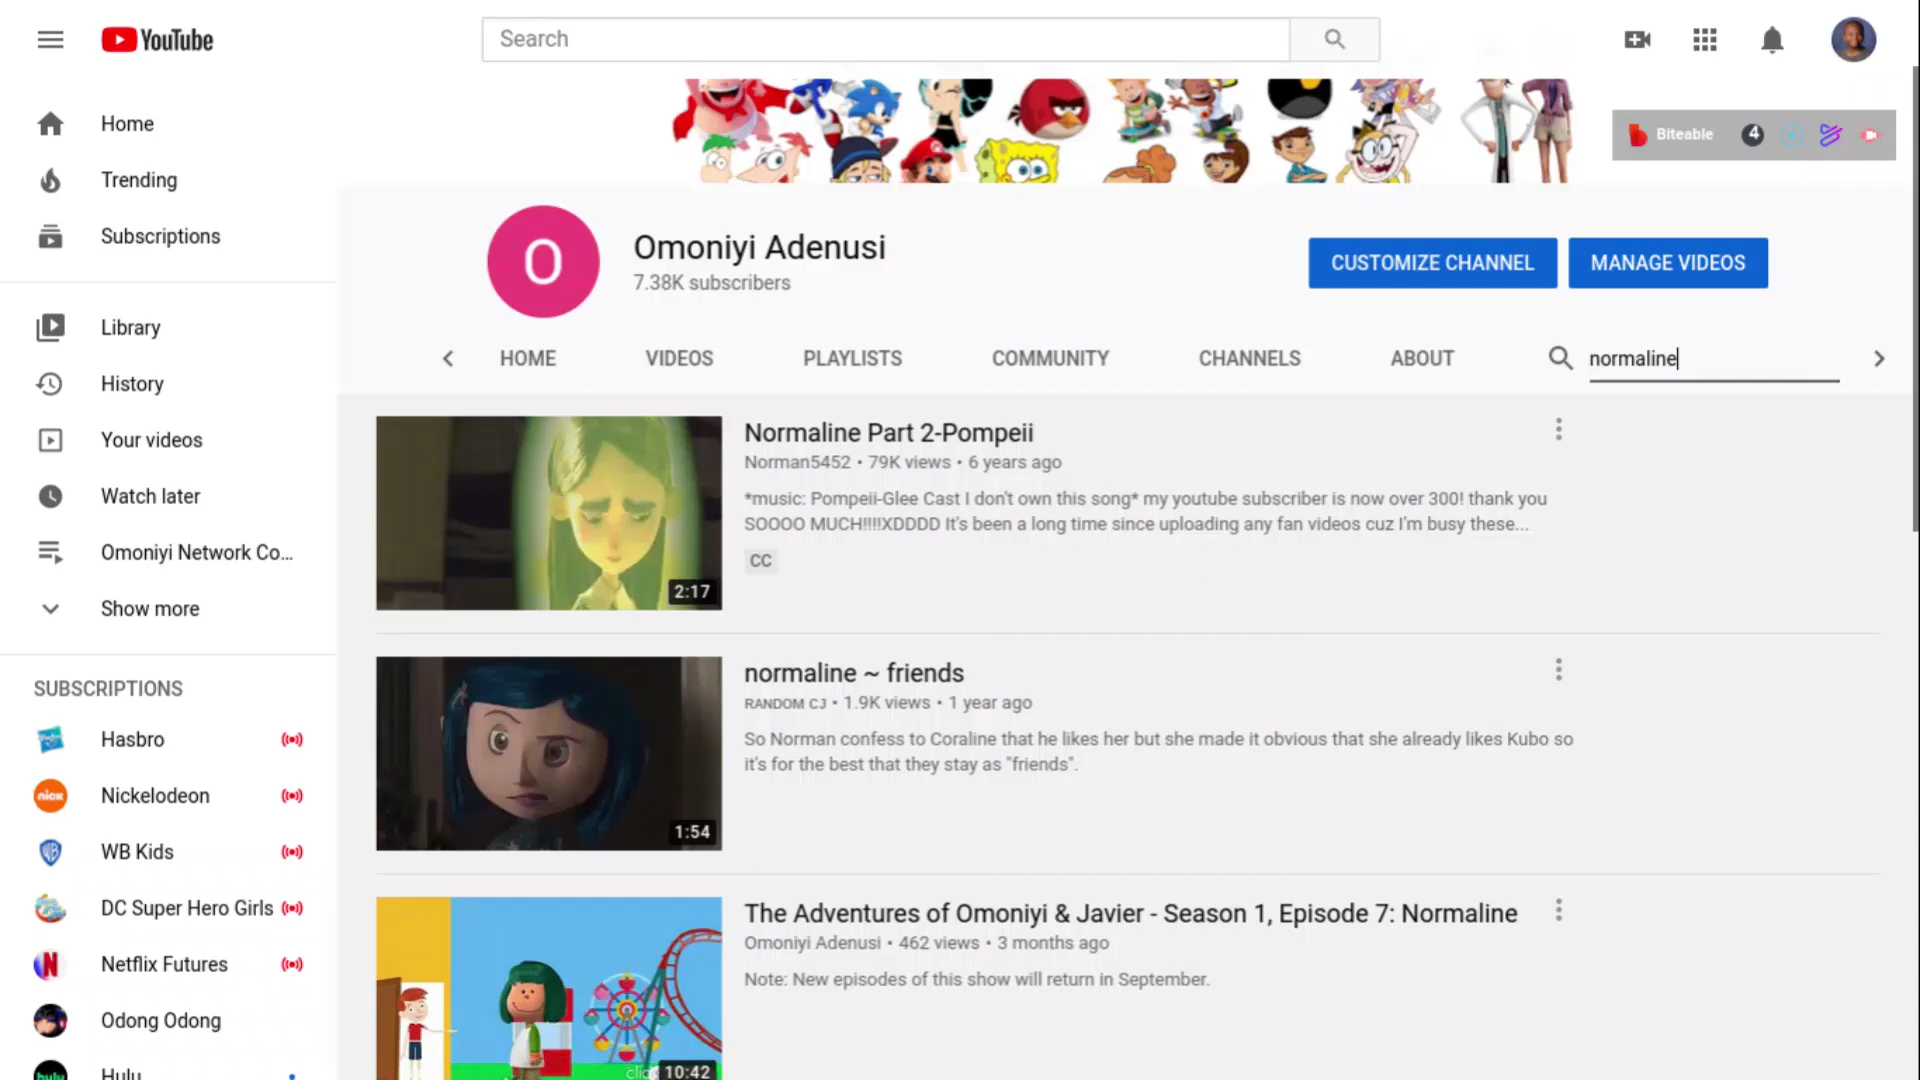 YouTube
Search
Home
Trending
Subscriptions
Library
History
Your videos
Watch later
Omoniyi Network Co...
Show more
SUBSCRIPTIONS
Hasbro
nick
Nickelodeon
WB
WB Kids
DC Super Hero Girls
N
Netflix Futures
Odong Odong
hulu
Hulu
Biteable
4
O
Omoniyi Adenusi
7.38K subscribers
CUSTOMIZE CHANNEL
MANAGE VIDEOS
HOME
VIDEOS
PLAYLISTS
COMMUNITY
CHANNELS
ABOUT
normaline
2:17
Normaline Part 2-Pompeii
Norman5452 • 79K views • 6 years ago
*music: Pompeii-Glee Cast I don't own this song* my youtube subscriber is now over 300! thank you
SOOOO MUCH!!!!XDDDD It's been a long time since uploading any fan videos cuz I'm busy these...
CC
1:54
normaline ~ friends
RANDOM CJ • 1.9K views • 1 year ago
So Norman confess to Coraline that he likes her but she made it obvious that she already likes Kubo so
it's for the best that they stay as "friends".
10:42
The Adventures of Omoniyi & Javier - Season 1, Episode 7: Normaline
Omoniyi Adenusi • 462 views • 3 months ago
Note: New episodes of this show will return in September.